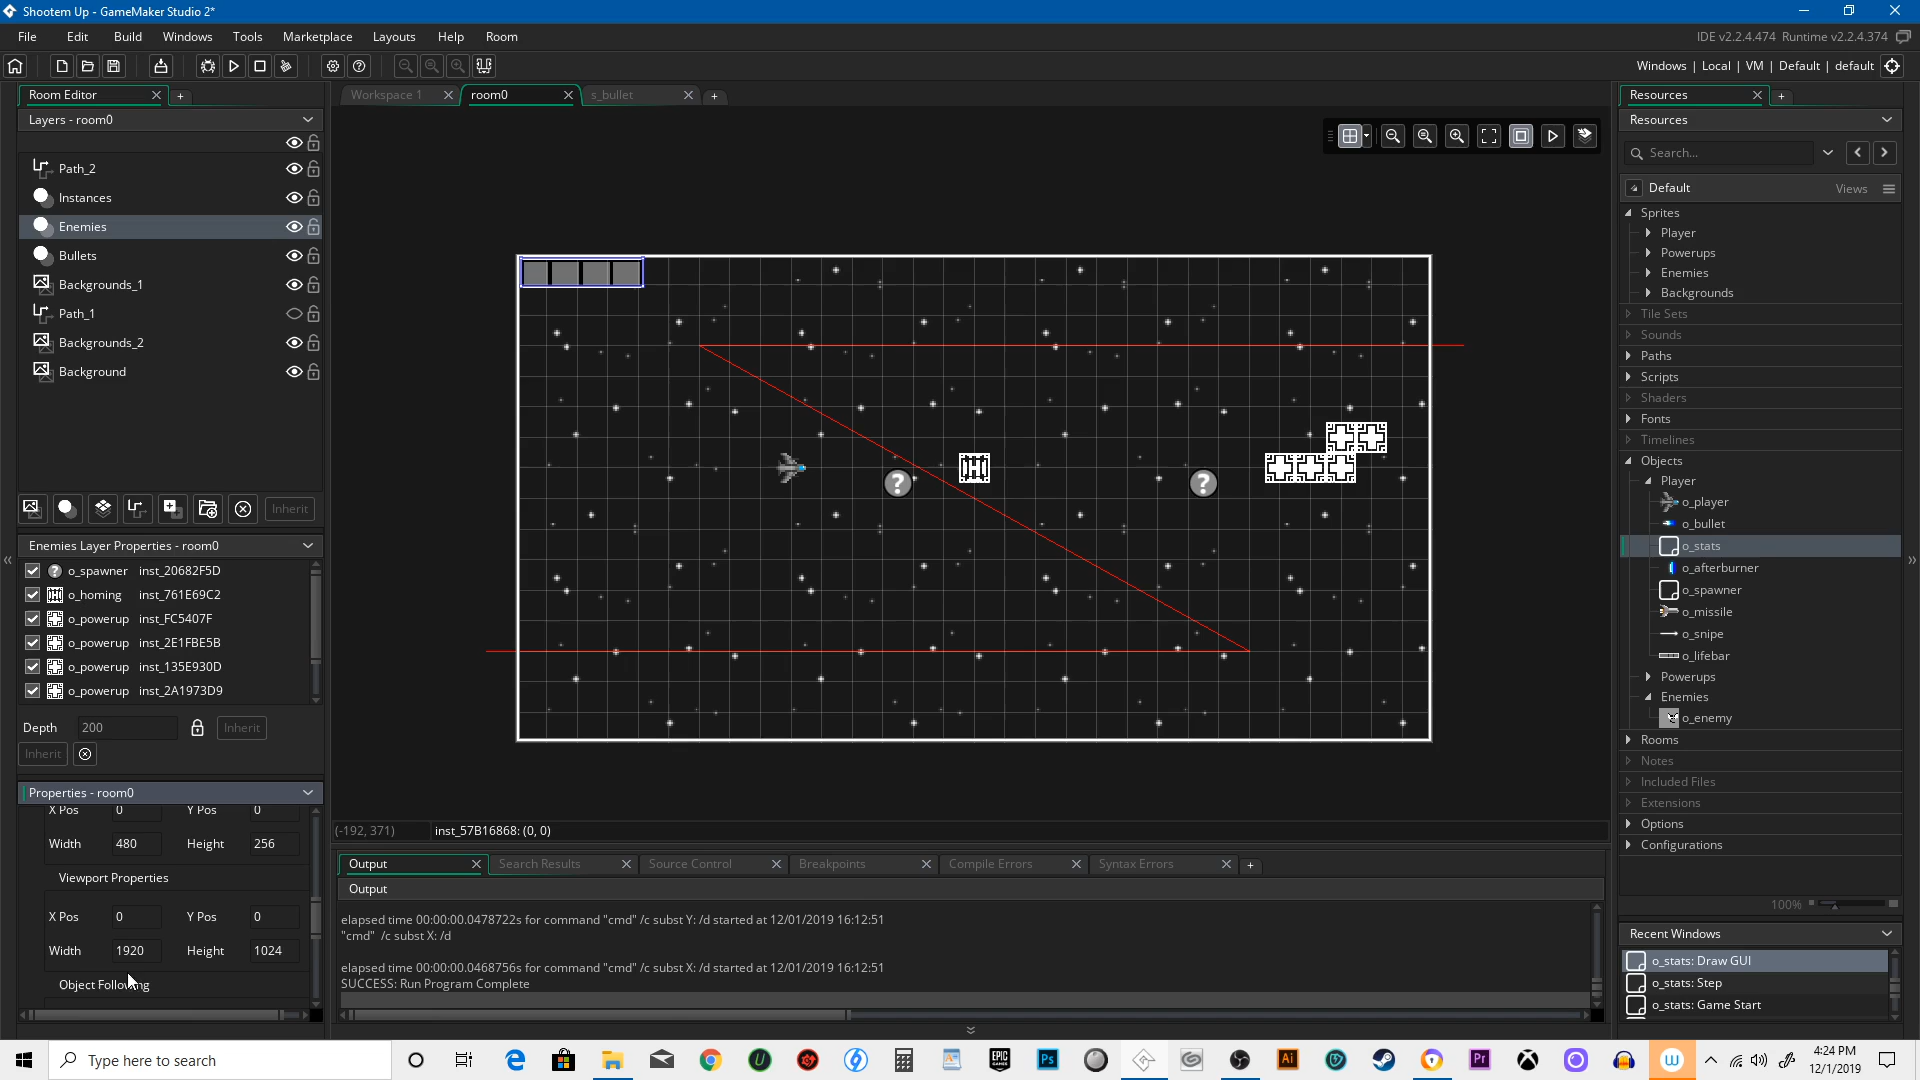 Shootem Up - GameMaker Studio 2*
File Edit Build Windows Tools Marketplace Layouts Help Room
IDE v2.2.4.474 Runtime v2.2.4.374
Windows | Local | VM | Default | default
Room Editor
Workspace 1
room0
s_bullet
Resources
Layers - room0
Resources
Search...
Path_2
Default
Views
Instances
Sprites
Enemies
Player
Bullets
Powerups
Backgrounds_1
Enemies
Path_1
Backgrounds
Backgrounds_2
Tile Sets
Background
Sounds
Paths
Scripts
Shaders
Fonts
Timelines
Objects
Player
o_player
Inherit
o_bullet
Enemies Layer Properties - room0
o_stats
o_spawner inst_20682F5D
o_afterburner
o_homing inst_761E69C2
o_spawner
o_powerup inst_FC5407F
o_missile
o_powerup inst_2E1FBE5B
o_snipe
o_powerup inst_135E930D
o_lifebar
o_powerup inst_2A1973D9
Powerups
Enemies
Depth 200 Inherit
o_enemy
Inherit
Rooms
Notes
Included Files
Extensions
Options
Configurations
Properties - room0
X Pos 0 Y Pos 0
Width 480 Height 256
Viewport Properties
X Pos 0 Y Pos 0
Width 1920 Height 1024
Object Following
(-192, 371) inst_57B16868: (0, 0)
Output Search Results Source Control Breakpoints Compile Errors Syntax Errors
Output
elapsed time 00:00:00.0478722s for command "cmd" /c subst Y: /d started at 12/01/2019 16:12:51
"cmd" /c subst X: /d
elapsed time 00:00:00.0468756s for command "cmd" /c subst X: /d started at 12/01/2019 16:12:51
SUCCESS: Run Program Complete
100%
Recent Windows
o_stats: Draw GUI
o_stats: Step
o_stats: Game Start
Type here to search
4:24 PM
12/1/2019